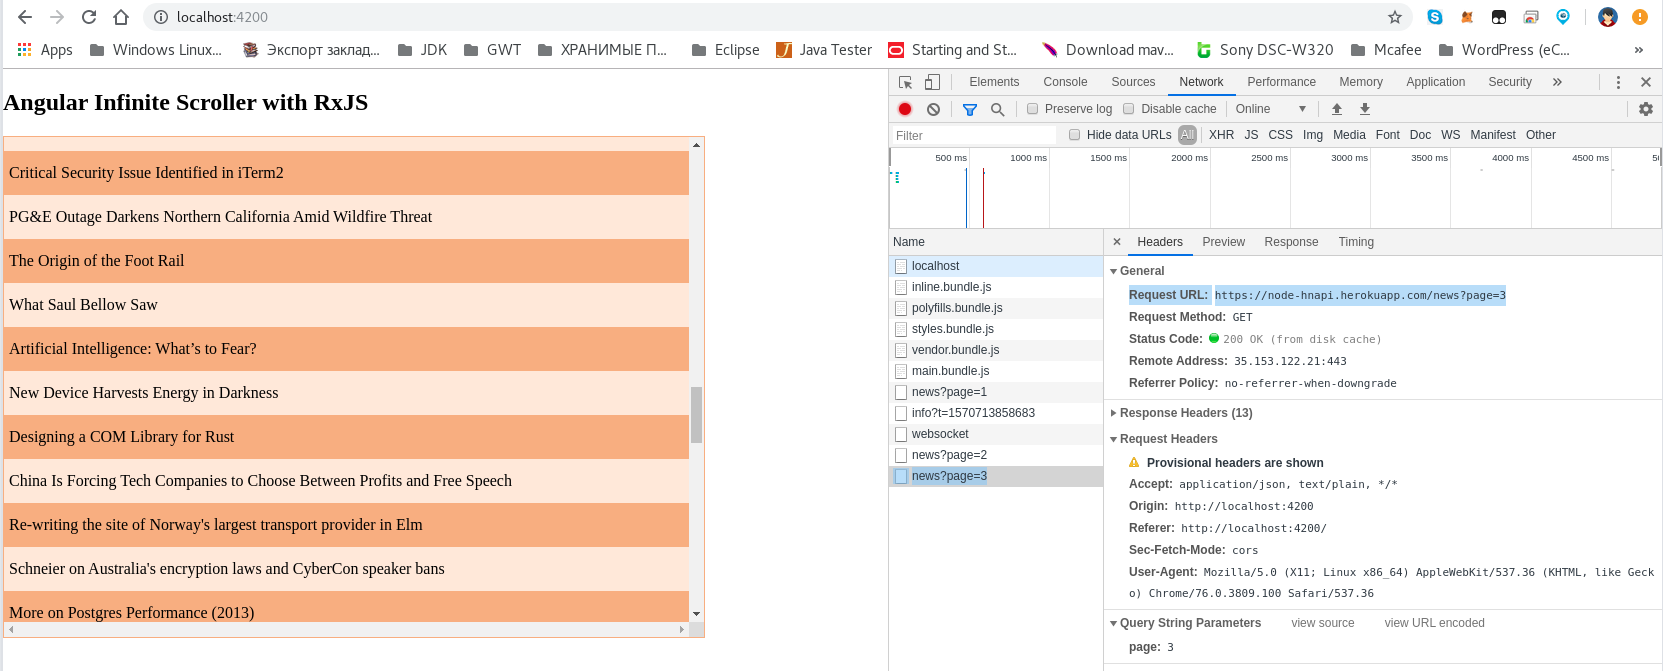 localhost:4200
Apps Windows Linux... Экспорт заклад... JDK GWT ХРАНИМЫЕ П... Eclipse Java Tester Starting and St... Download mav... Sony DSC-W320 Mcafee WordPress (eC... »
Angular Infinite Scroller with RxJS
Critical Security Issue Identified in iTerm2
PG&E Outage Darkens Northern California Amid Wildfire Threat
The Origin of the Foot Rail
What Saul Bellow Saw
Artificial Intelligence: What’s to Fear?
New Device Harvests Energy in Darkness
Designing a COM Library for Rust
China Is Forcing Tech Companies to Choose Between Profits and Free Speech
Re-writing the site of Norway's largest transport provider in Elm
Schneier on Australia's encryption laws and CyberCon speaker bans
More on Postgres Performance (2013)
Elements Console Sources Network Performance Memory Application Security »
Preserve log Disable cache Online
Filter Hide data URLs All XHR JS CSS Img Media Font Doc WS Manifest Other
500 ms 1000 ms 1500 ms 2000 ms 2500 ms 3000 ms 3500 ms 4000 ms 4500 ms
Name
localhost
inline.bundle.js
polyfills.bundle.js
styles.bundle.js
vendor.bundle.js
main.bundle.js
news?page=1
info?t=1570713858683
websocket
news?page=2
news?page=3
× Headers Preview Response Timing
General
Request URL: https://node-hnapi.herokuapp.com/news?page=3
Request Method: GET
Status Code: 200 OK (from disk cache)
Remote Address: 35.153.122.21:443
Referrer Policy: no-referrer-when-downgrade
Response Headers (13)
Request Headers
Provisional headers are shown
Accept: application/json, text/plain, */*
Origin: http://localhost:4200
Referer: http://localhost:4200/
Sec-Fetch-Mode: cors
User-Agent: Mozilla/5.0 (X11; Linux x86_64) AppleWebKit/537.36 (KHTML, like Geck
o) Chrome/76.0.3809.100 Safari/537.36
Query String Parameters view source view URL encoded
page: 3